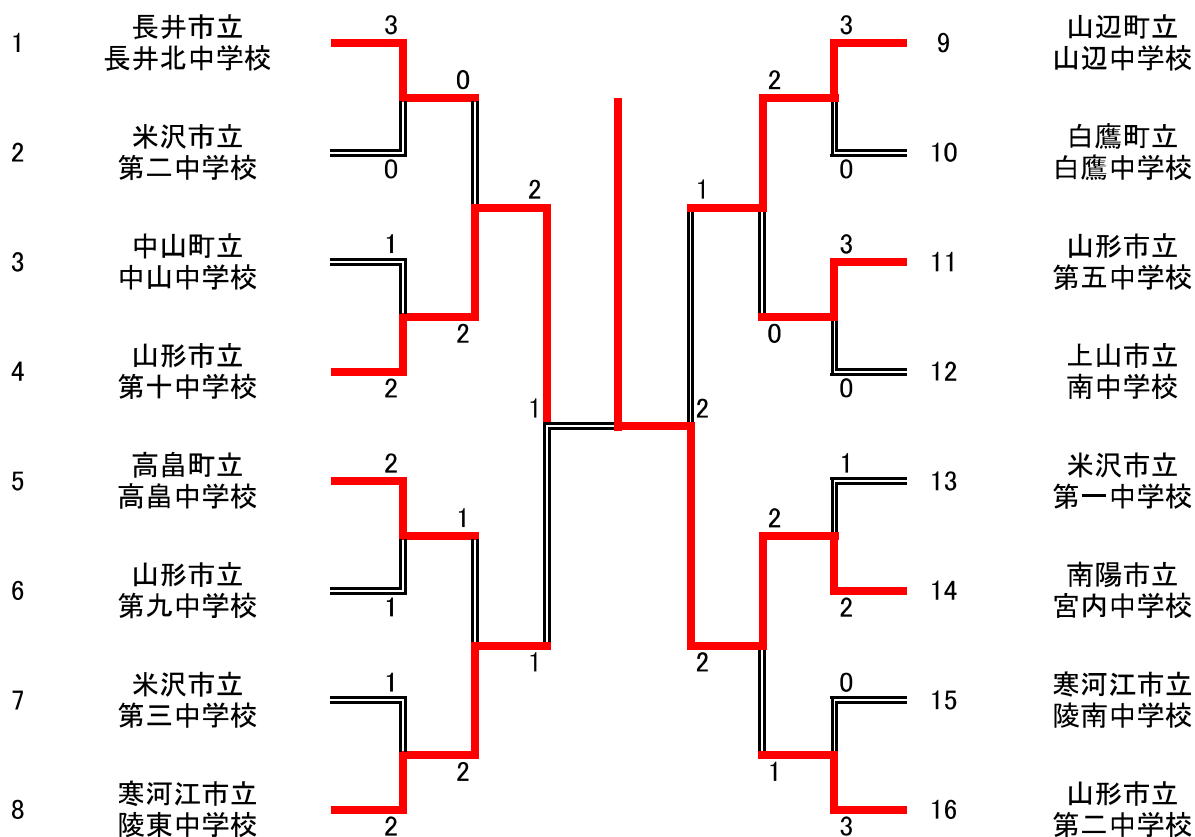 1
長井市立
長井北中学校
3
0
2
米沢市立
第二中学校
0
2
3
中山町立
中山中学校
1
2
4
山形市立
第十中学校
2
1
5
高畠町立
高畠中学校
2
1
6
山形市立
第九中学校
1
1
7
米沢市立
第三中学校
1
2
8
寒河江市立
陵東中学校
2
3
9
山辺町立
山辺中学校
2
10
白鷹町立
白鷹中学校
0
1
3
11
山形市立
第五中学校
0
12
上山市立
南中学校
0
2
1
13
米沢市立
第一中学校
2
14
南陽市立
宮内中学校
2
2
0
15
寒河江市立
陵南中学校
1
16
山形市立
第二中学校
3